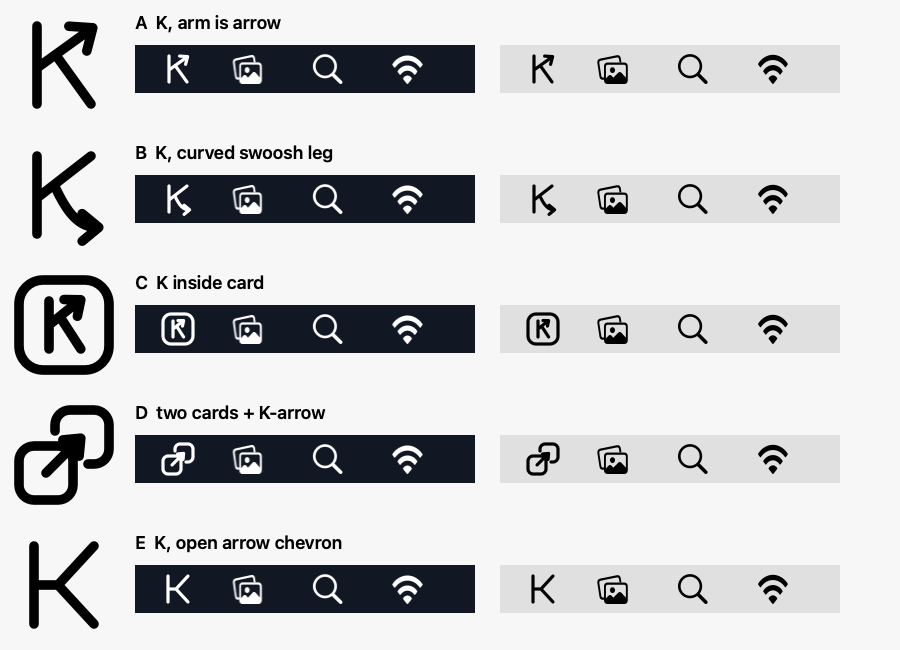 A K, arm is arrow
B K, curved swoosh leg
C K inside card
D two cards + K-arrow
E K, open arrow chevron